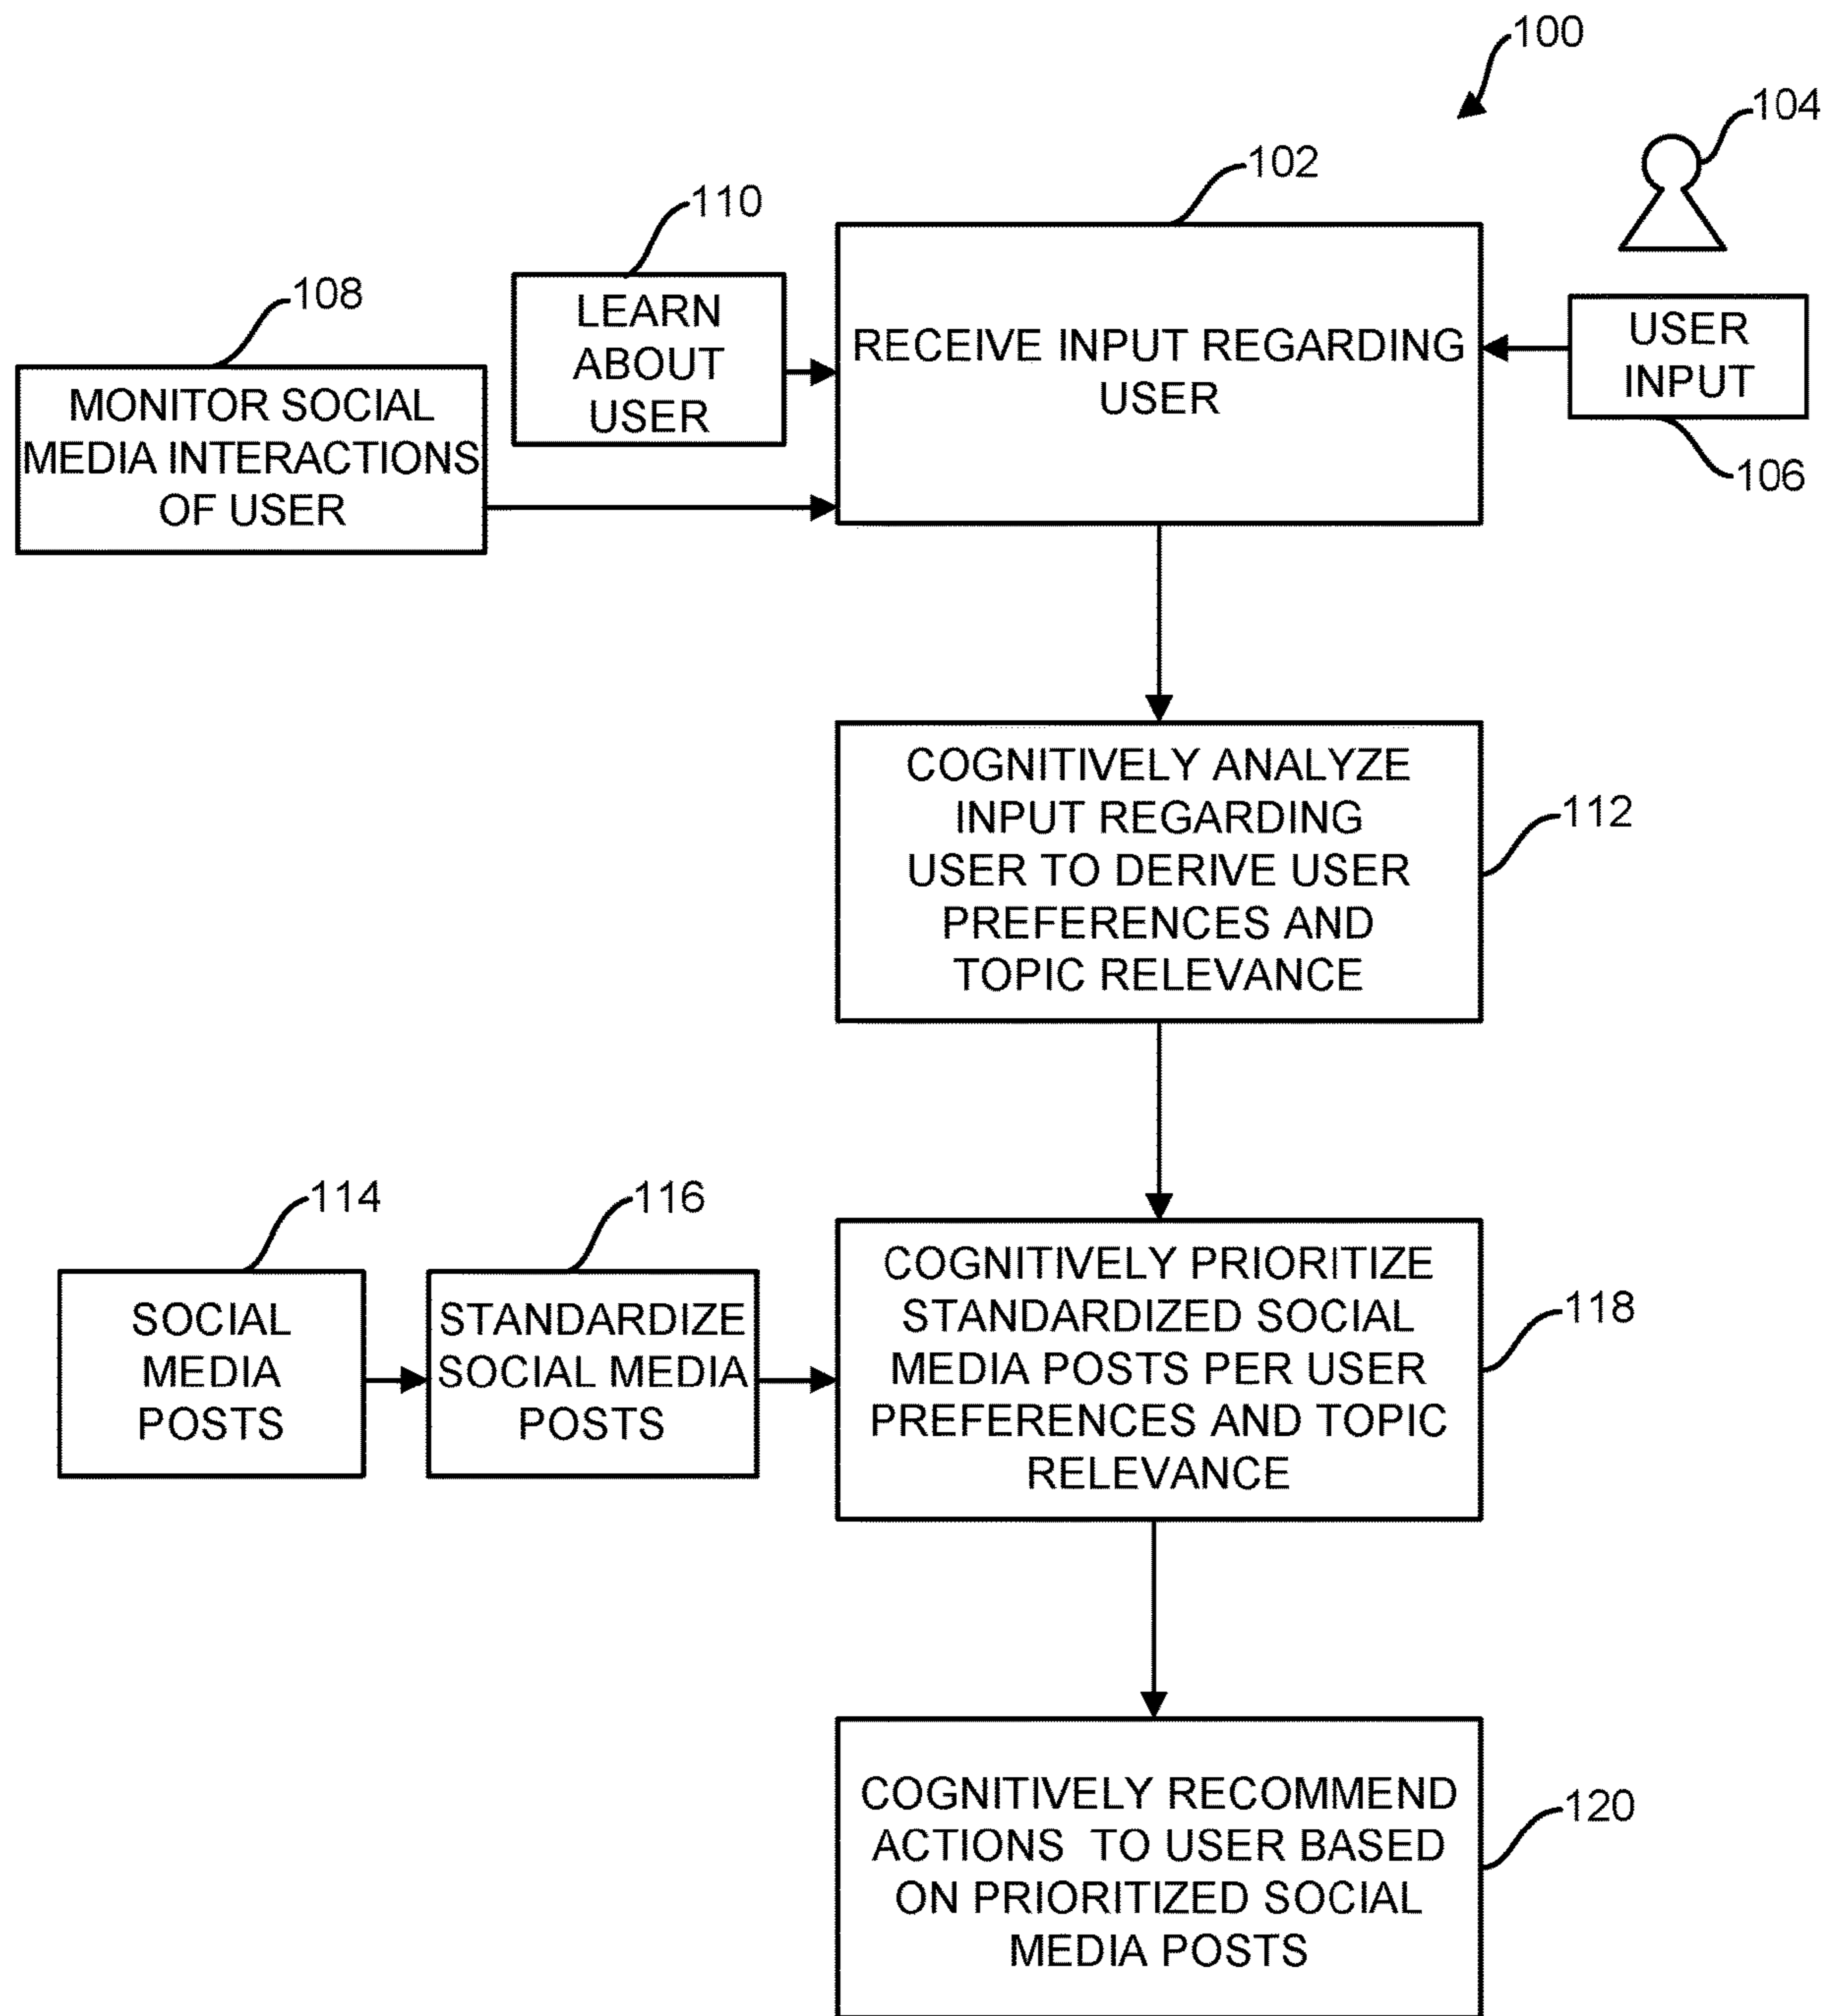 100
104
102
110
108
LEARN
ABOUT
USER
RECEIVE INPUT REGARDING
USER
USER
INPUT
106
MONITOR SOCIAL
MEDIA INTERACTIONS
OF USER
COGNITIVELY ANALYZE
INPUT REGARDING
USER TO DERIVE USER
PREFERENCES AND
TOPIC RELEVANCE
112
114
116
SOCIAL
MEDIA
POSTS
STANDARDIZE
SOCIAL MEDIA
POSTS
COGNITIVELY PRIORITIZE
STANDARDIZED SOCIAL
MEDIA POSTS PER USER
PREFERENCES AND TOPIC
RELEVANCE
118
COGNITIVELY RECOMMEND
ACTIONS TO USER BASED
ON PRIORITIZED SOCIAL
MEDIA POSTS
120